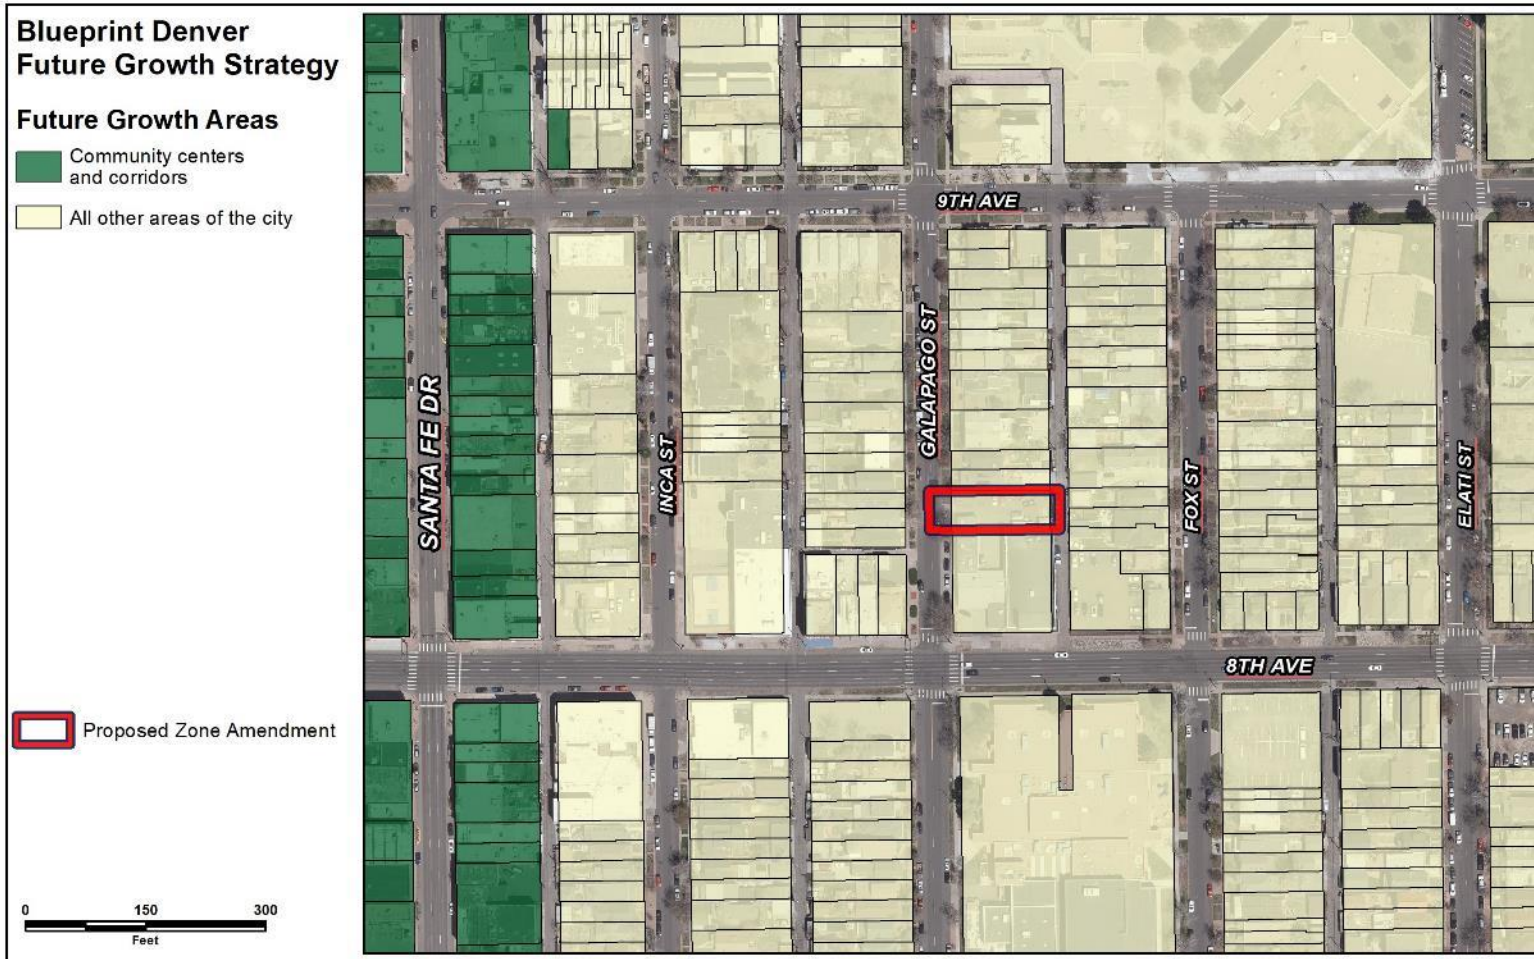 Blueprint Denver
Future Growth Strategy
Future Growth Areas
Community centers
and corridors
All other areas of the city
Proposed Zone Amendment
0 150 300
Feet
9TH AVE
SANTA FE DR
INCA ST
GALAPAGO ST
FOX ST
ELATI ST
8TH AVE